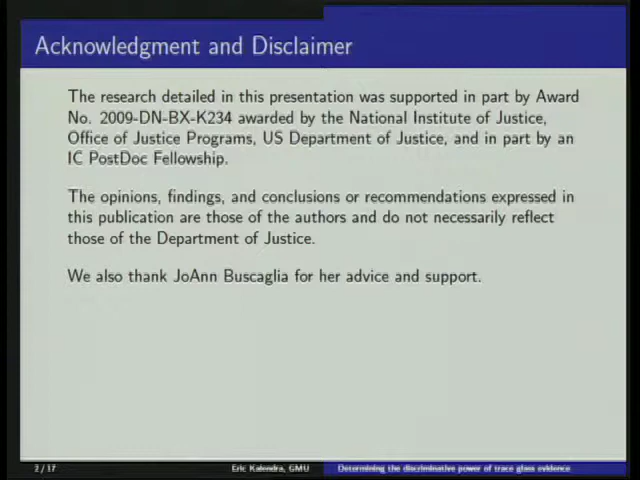 Acknowledgment and Disclaimer
The research detailed in this presentation was supported in part by Award
No. 2009-DN-BX-K234 awarded by the National Institute of Justice,
Office of Justice Programs, US Department of Justice, and in part by an
IC PostDoc Fellowship.
The opinions, findings, and conclusions or recommendations expressed in
this publication are those of the authors and do not necessarily reflect
those of the Department of Justice.
We also thank JoAnn Buscaglia for her advice and support.
2 / 17 Eric Kalendra, GMU Determining the discriminative power of trace glass evidence